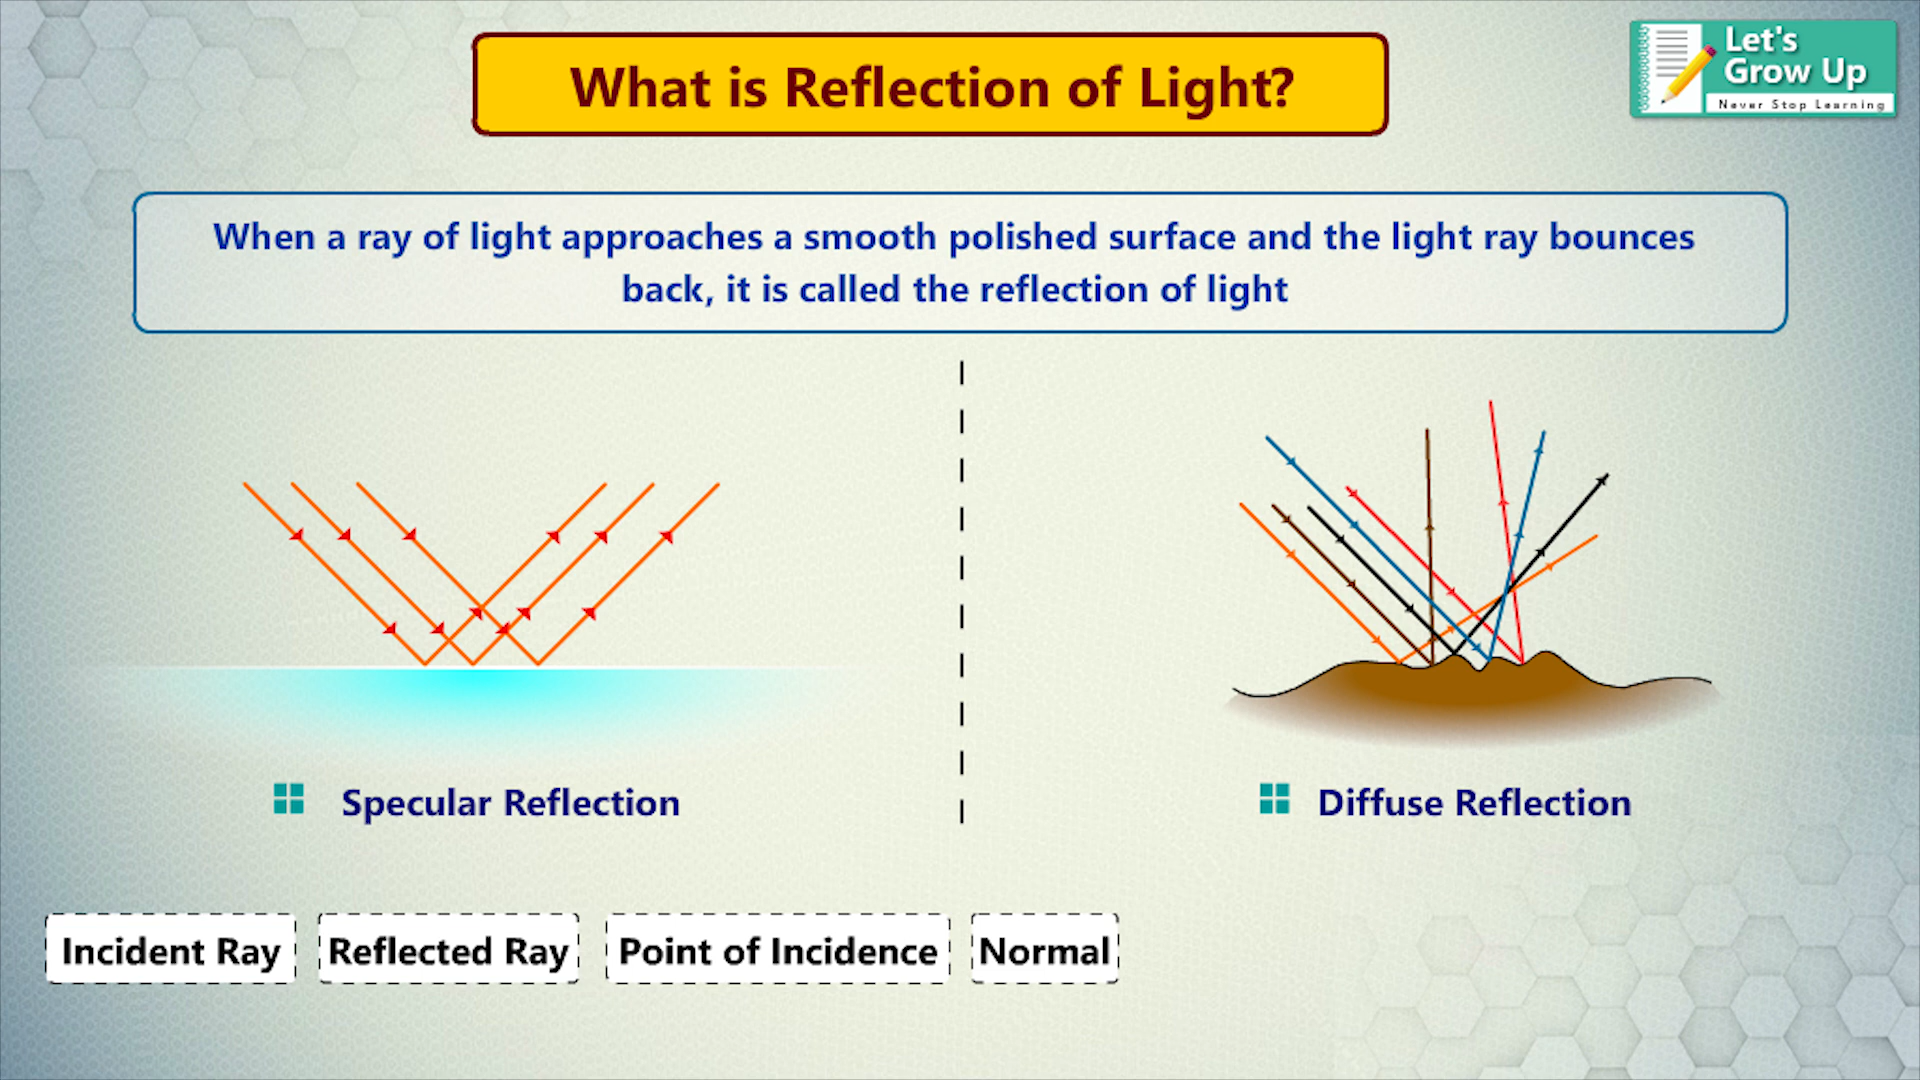 What is Reflection of Light?
Let's
Grow Up
Never Stop Learning
When a ray of light approaches a smooth polished surface and the light ray bounces
back, it is called the reflection of light
Specular Reflection
Diffuse Reflection
Incident Ray
Reflected Ray
Point of Incidence
Normal